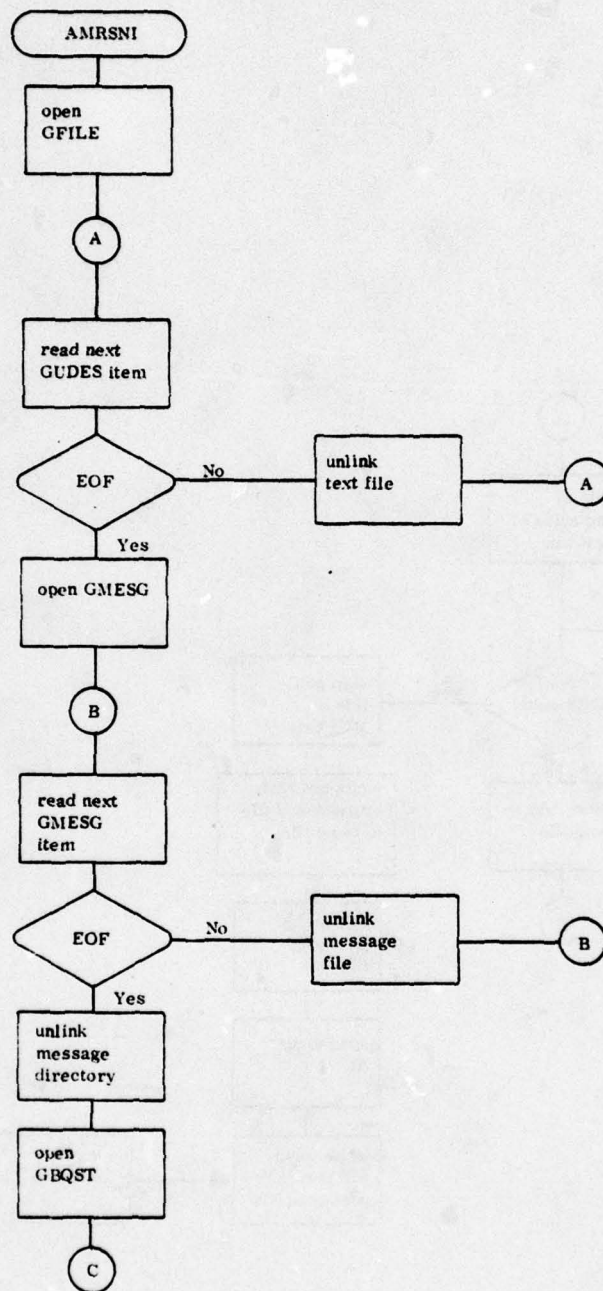 AMRSNI
open
GFILE
A
read next
GUDES item
EOF
No
unlink
text file
A
Yes
open GMESG
B
read next
GMESG
item
EOF
No
unlink
message
file
B
Yes
unlink
message
directory
open
GBQST
C